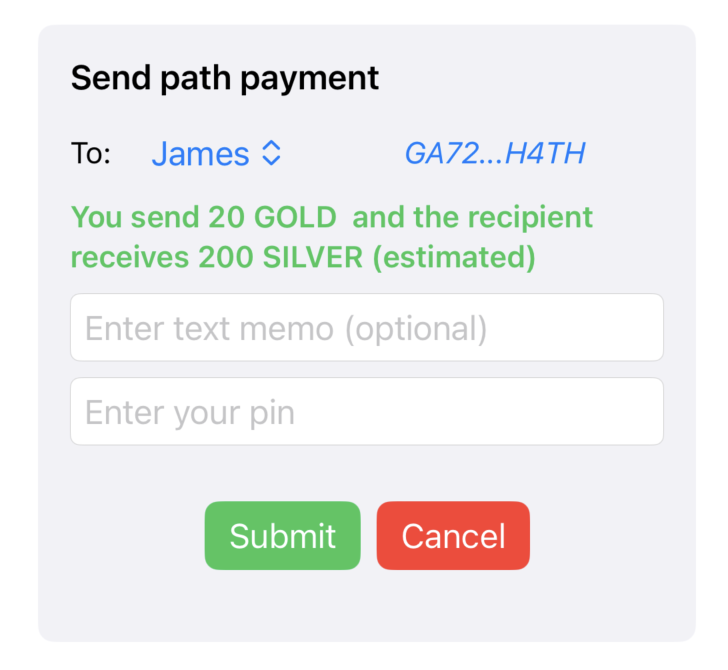 Send path payment
To: James GA72...H4TH
You send 20 GOLD  and the recipient
receives 200 SILVER (estimated)
Enter text memo (optional)
Enter your pin
Submit Cancel